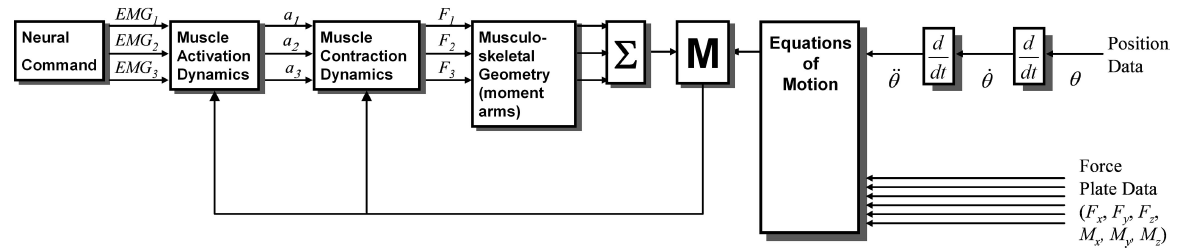 Neural
Command
EMG1
EMG2
EMG3
Muscle
Activation
Dynamics
a1
a2
a3
Muscle
Contraction
Dynamics
F1
F2
F3
Musculo-
skeletal
Geometry
(moment
arms)
Σ
M
Equations
of
Motion
θ̈
d
dt
θ̇
d
dt
θ
Position
Data
Force
Plate Data
(Fx, Fy, Fz,
Mx, My, Mz)